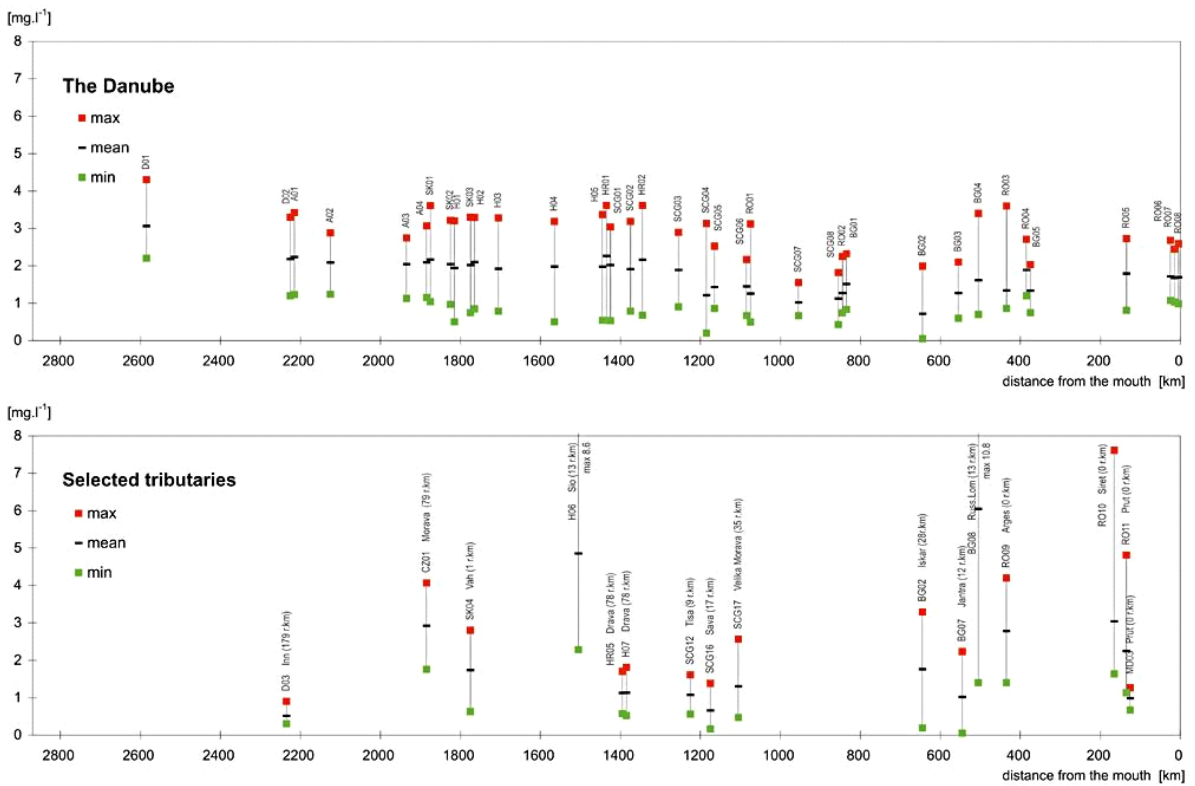 [mg.l-1]
8
7
6
5
4
3
2
1
0
The Danube
max
mean
min
D01
D02
A01
A02
A03
A04
SK01
SK02
H01
SK03
H02
H03
H04
H05
HR01
SCG01
SCG02
HR02
SCG03
SCG04
SCG05
SCG06
RO01
SCG07
SCG08
RO02
BG01
BG02
BG03
BG04
RO03
RO04
BG05
RO05
RO06
RO07
RO08
2800 2600 2400 2200 2000 1800 1600 1400 1200 1000 800 600 400 200 0
distance from the mouth [km]
[mg.l-1]
8
7
6
5
4
3
2
1
0
Selected tributaries
max
mean
min
D03 Inn (179 r.km)
CZ01 Morava (79 r.km)
SK04 Vah (1 r.km)
H06 Sio (13 r.km)
max 8.6
HR05 Drava (78 r.km)
H07 Drava (78 r.km)
SCG12 Tisa (9 r.km)
SCG16 Sava (17 r.km)
SCG17 Velika Morava (35 r.km)
BG02 Iskar (28r.km)
BG07 Jantra (12 r.km)
BG08 Russ.Lom (13 r.km)
max 10.8
RO09 Arges (0 r.km)
RO10 Siret (0 r.km)
RO11 Prut (0 r.km)
MD03 Prut (0 r.km)
2800 2600 2400 2200 2000 1800 1600 1400 1200 1000 800 600 400 200 0
distance from the mouth [km]